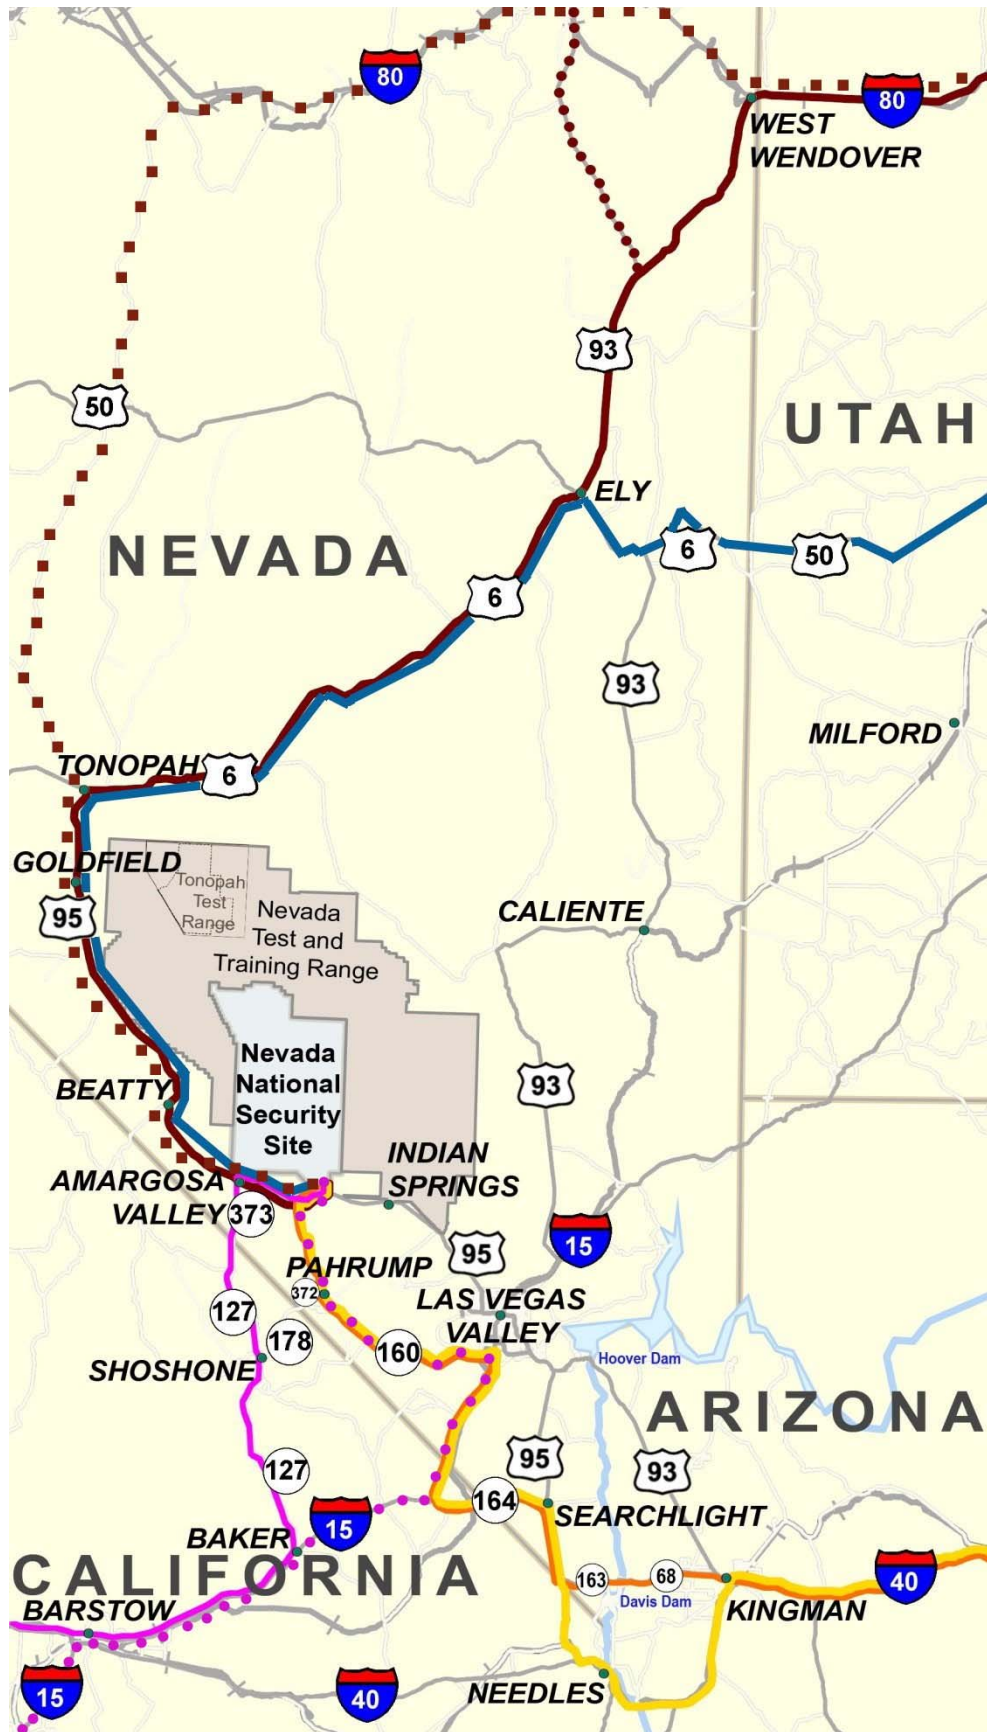 80
80
WEST
WENDOVER
93
50
UTAH
ELY
NEVADA
6
50
6
93
MILFORD
TONOPAH
6
GOLDFIELD
Tonopah
Test
Range
95
Nevada
Test and
Training Range
CALIENTE
Nevada
National
Security
Site
93
BEATTY
INDIAN
SPRINGS
AMARGOSA
VALLEY
373
15
95
PAHRUMP
372
LAS VEGAS
VALLEY
127
178
160
Hoover Dam
SHOSHONE
ARIZONA
127
95
93
164
15
SEARCHLIGHT
BAKER
CALIFORNIA
163
68
40
Davis Dam
KINGMAN
BARSTOW
15
40
NEEDLES